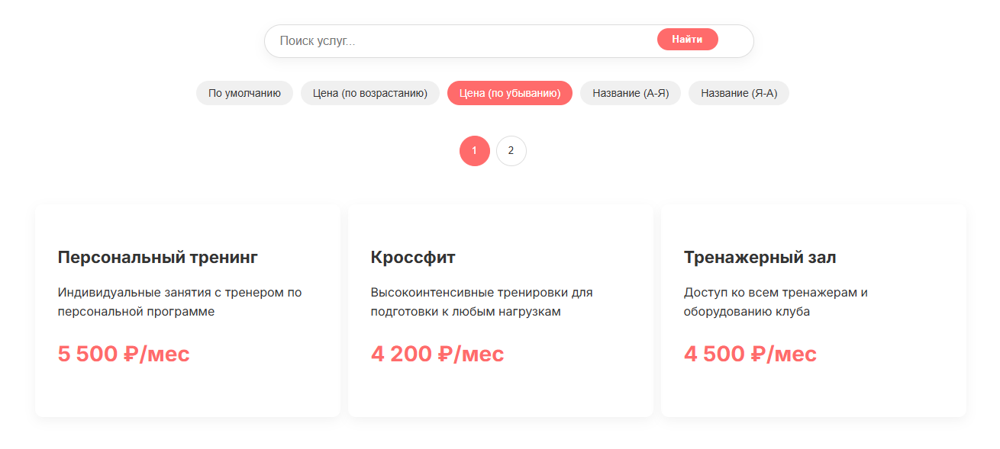 Поиск услуг...
Найти
По умолчанию
Цена (по возрастанию)
Цена (по убыванию)
Название (А-Я)
Название (Я-А)
1
2
Персональный тренинг
Индивидуальные занятия с тренером по
персональной программе
5 500 ₽/мес
Кроссфит
Высокоинтенсивные тренировки для
подготовки к любым нагрузкам
4 200 ₽/мес
Тренажерный зал
Доступ ко всем тренажерам и
оборудованию клуба
4 500 ₽/мес